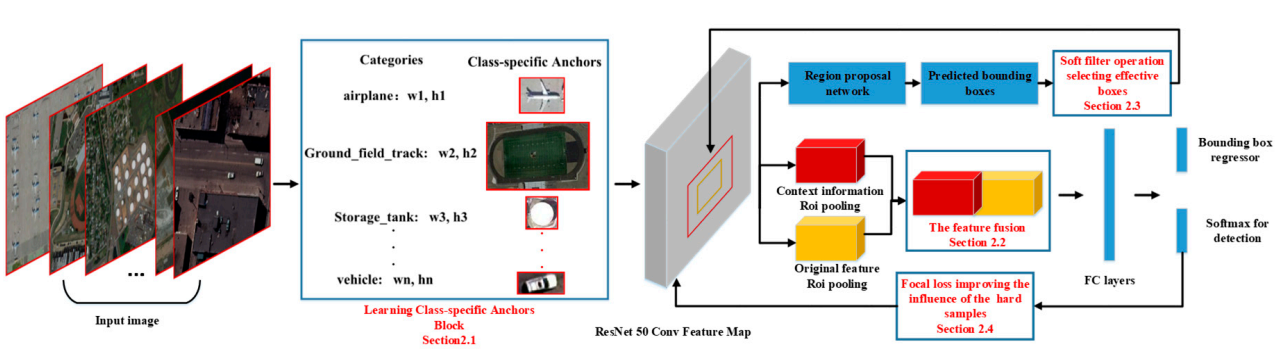 Input image
Categories
Class-specific Anchors
airplane: w1, h1
Ground_field_track: w2, h2
Storage_tank: w3, h3
vehicle: wn, hn
Learning Class-specific Anchors
Block
Section2.1
ResNet 50 Conv Feature Map
Region proposal
network
Predicted bounding
boxes
Soft filter operation
selecting effective
boxes
Section 2.3
Context information
Roi pooling
Original feature
Roi pooling
The feature fusion
Section 2.2
FC layers
Bounding box
regressor
Softmax for
detection
Focal loss improving the
influence of the hard
samples
Section 2.4